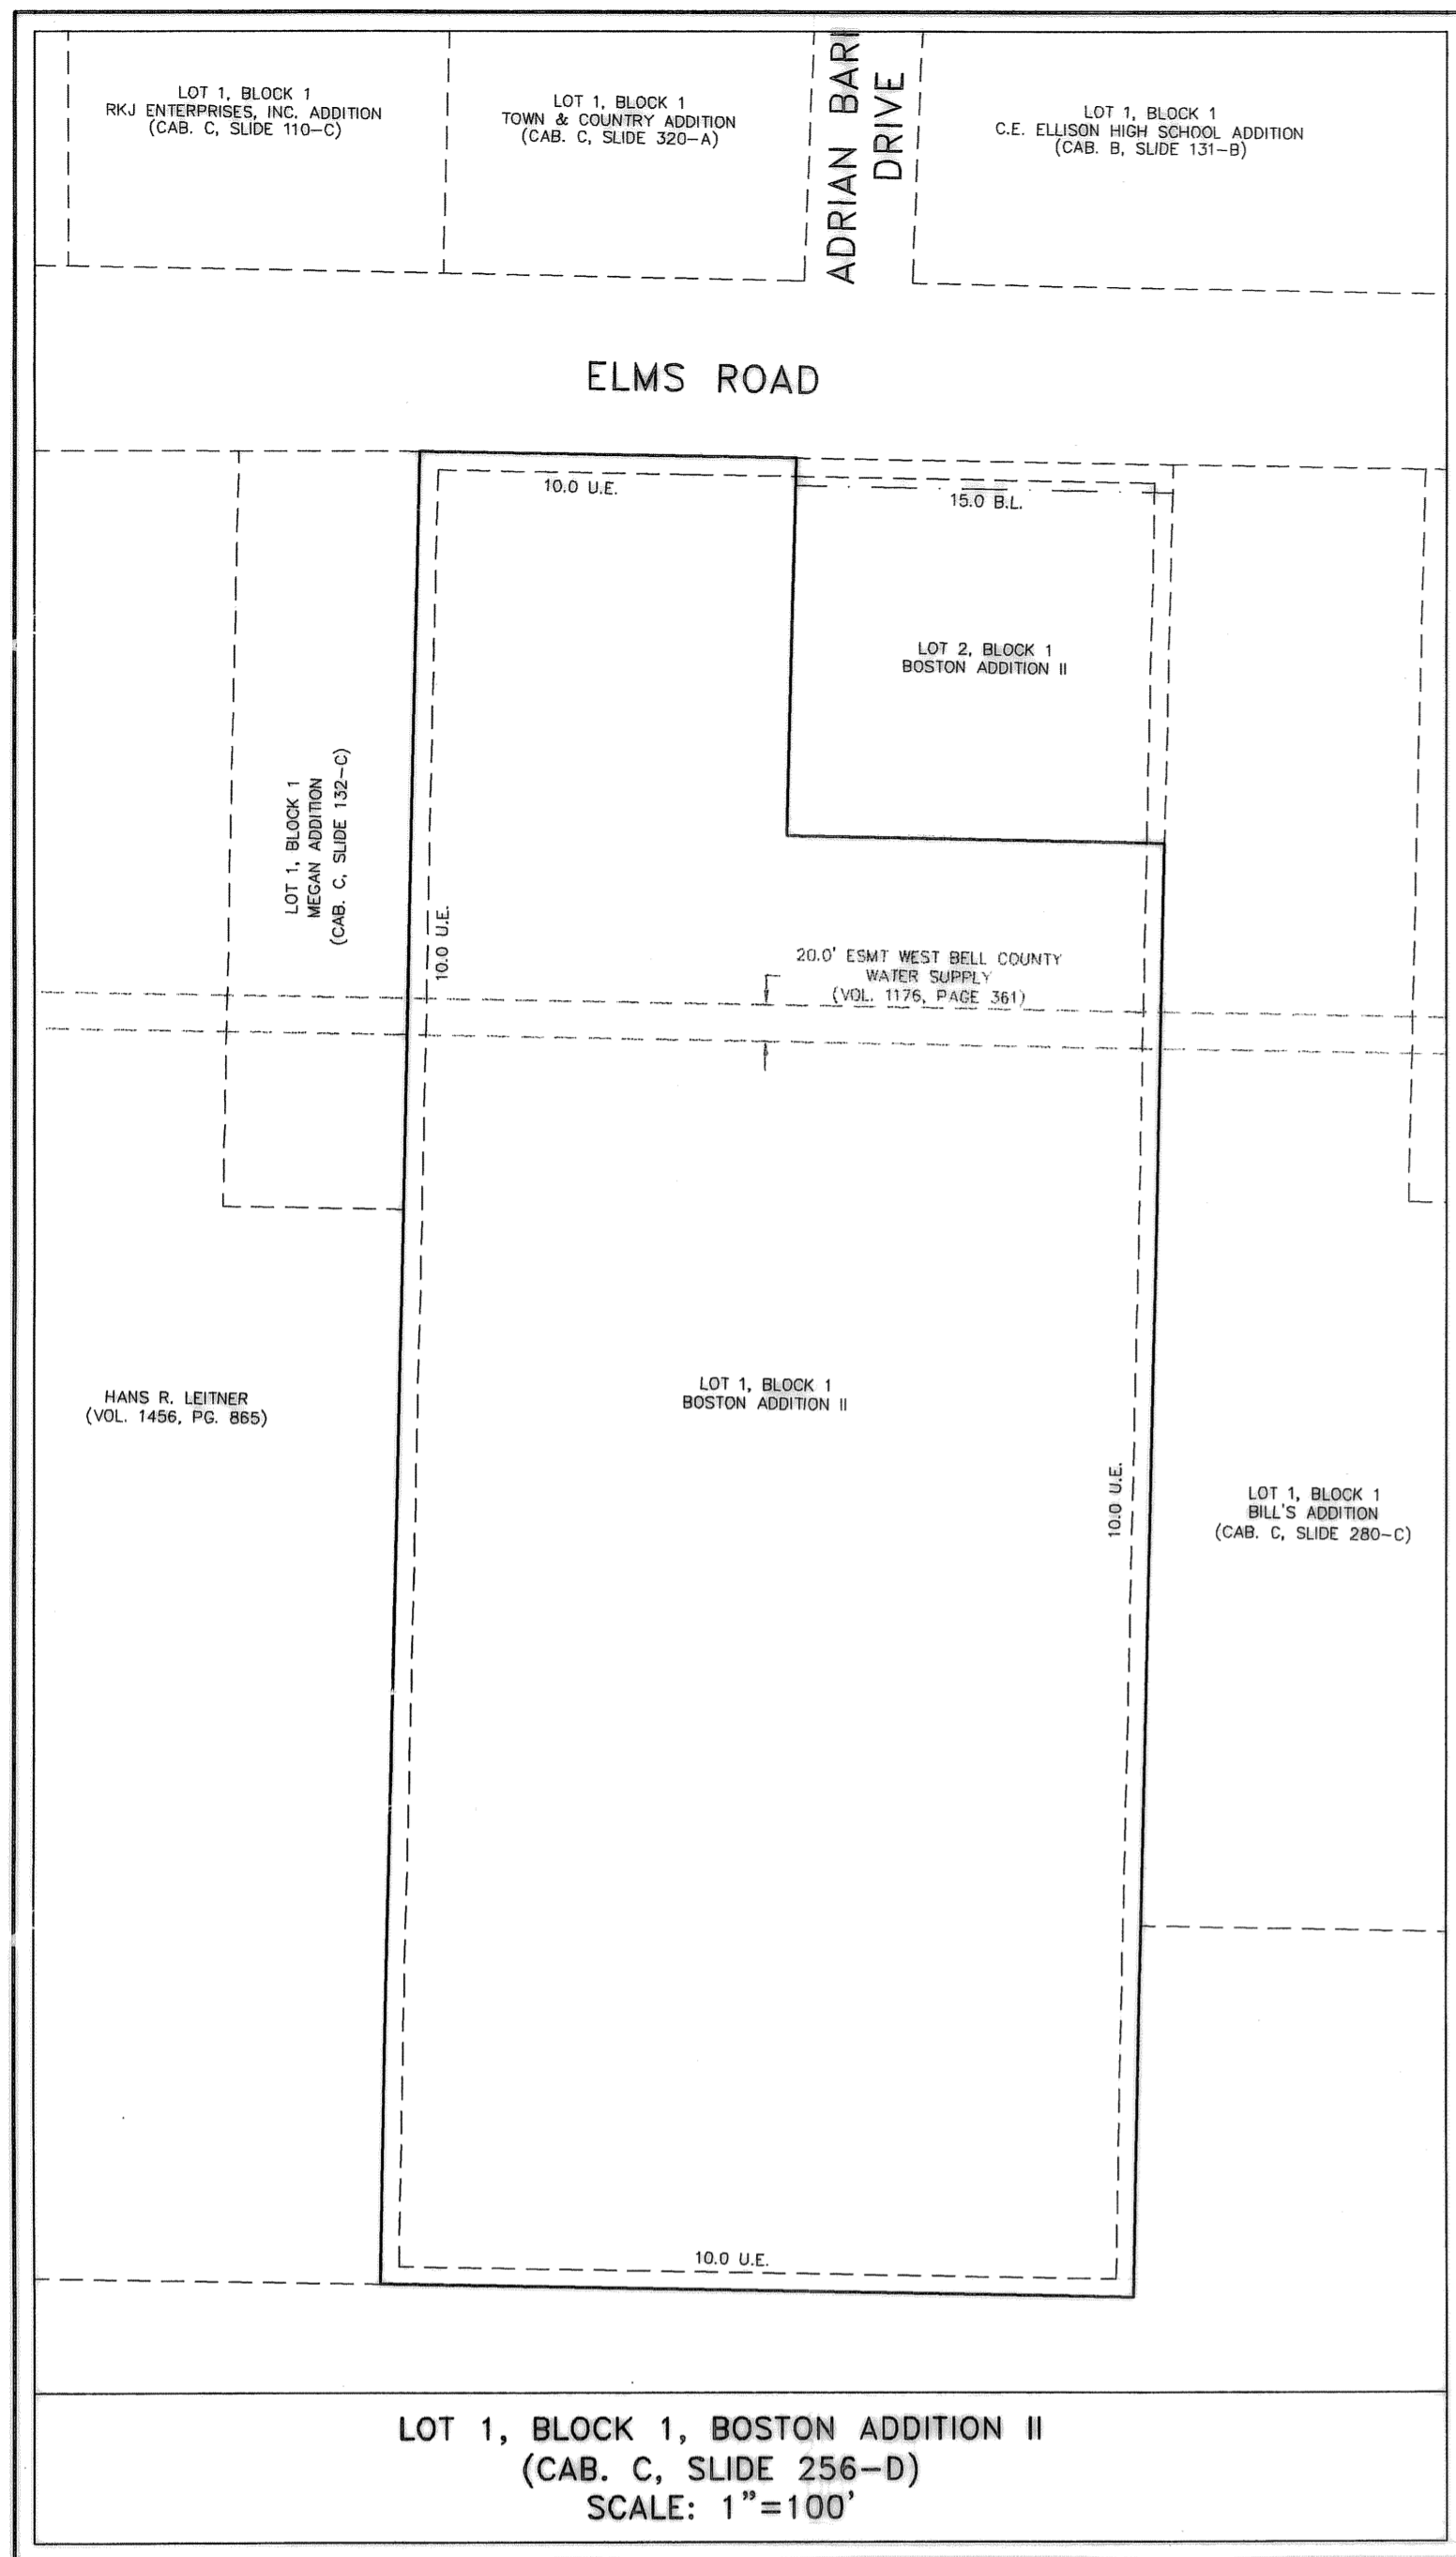 LOT 1, BLOCK 1
RKJ ENTERPRISES, INC. ADDITION
(CAB. C, SLIDE 110-C)
LOT 1, BLOCK 1
TOWN & COUNTRY ADDITION
(CAB. C, SLIDE 320-A)
ADRIAN
DRIVE
LOT 1, BLOCK 1
C.E. ELLISON HIGH SCHOOL ADDITION
(CAB. B, SLIDE 131-B)
ELMS ROAD
10.0 U.E.
15.0 B.L.
LOT 2, BLOCK 1
BOSTON ADDITION II
LOT 1, BLOCK 1
MEGAN ADDITION
(CAB. C, SLIDE 132-C)
10.0 U.E.
20.0' ESMT WEST BELL COUNTY
WATER SUPPLY
(VOL. 1176, PAGE 361)
HANS R. LEITNER
(VOL. 1456, PG. 865)
LOT 1, BLOCK 1
BOSTON ADDITION II
10.0 U.E.
LOT 1, BLOCK 1
BILL'S ADDITION
(CAB. C, SLIDE 280-C)
10.0 U.E.
LOT 1, BLOCK 1, BOSTON ADDITION II
(CAB. C, SLIDE 256-D)
SCALE: 1"=100'